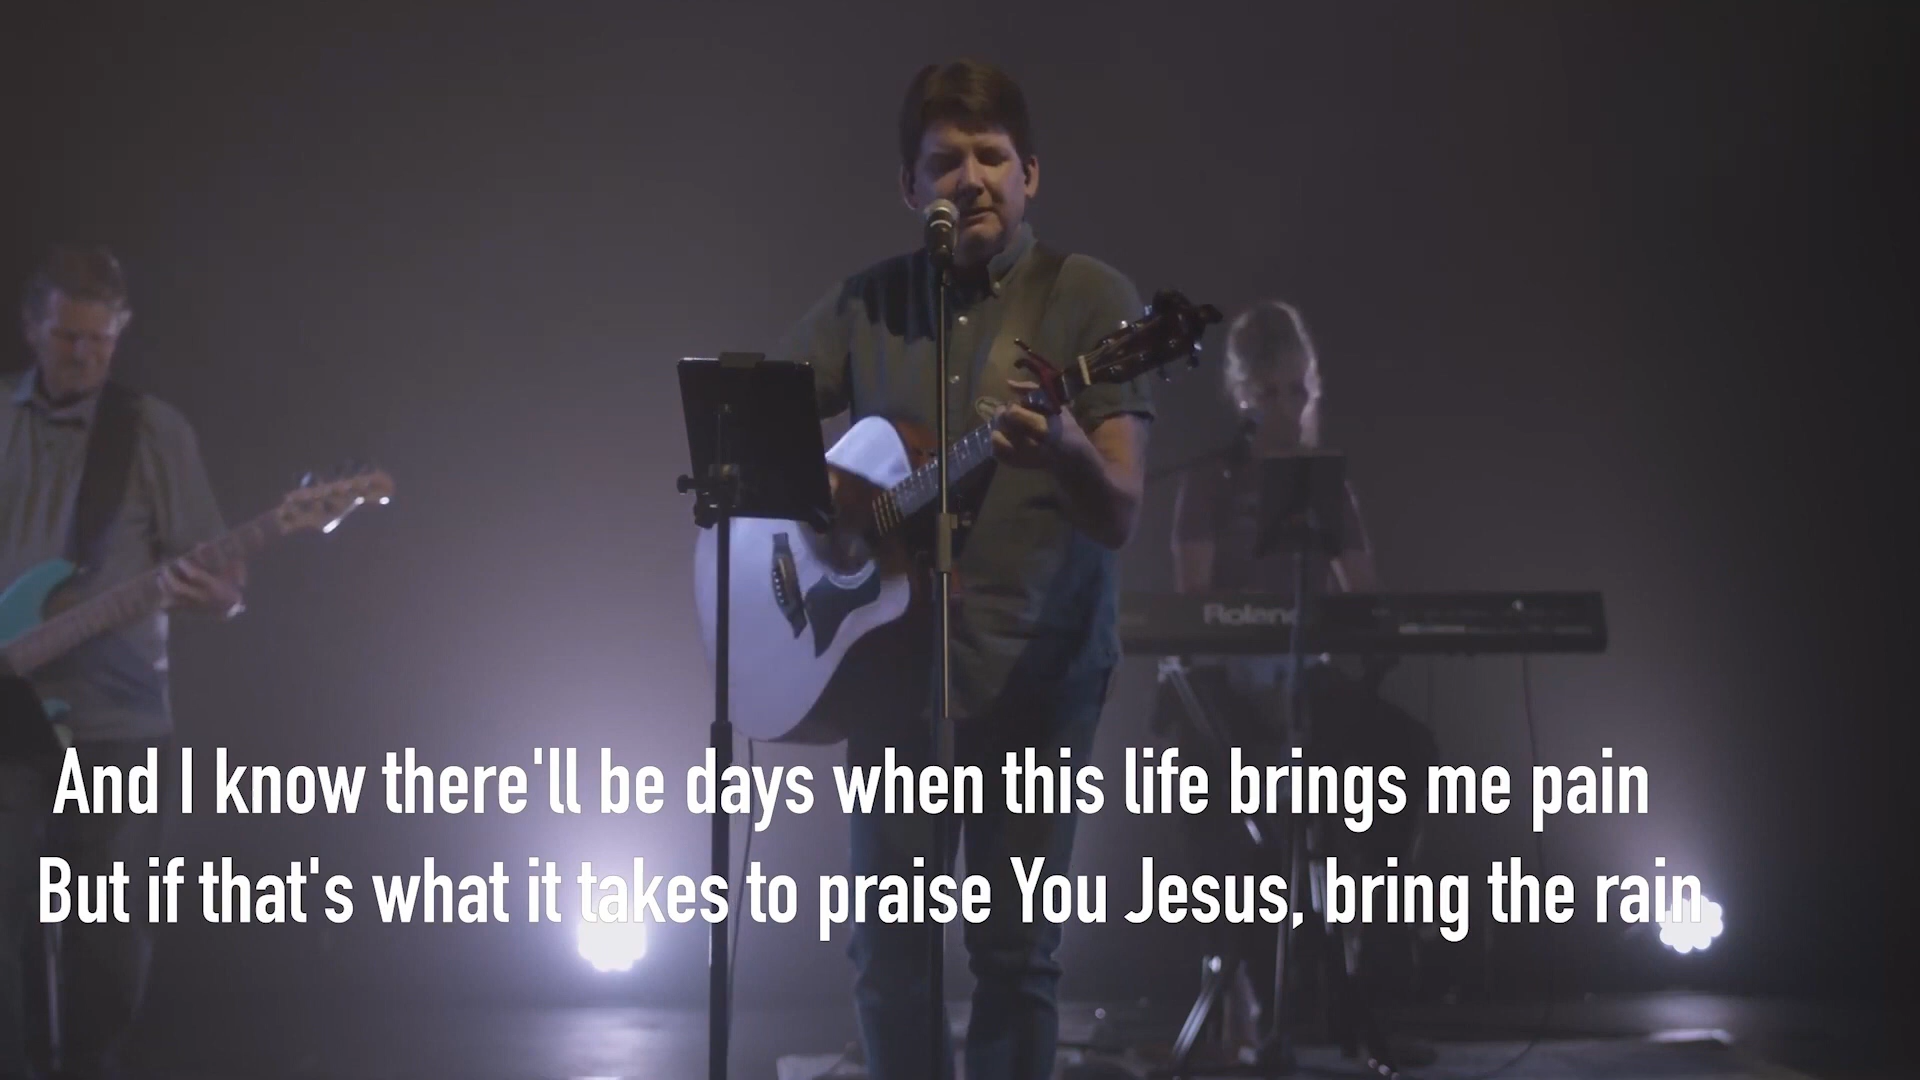 Roland
And I know there'll be days when this life brings me pain
But if that's what it takes to praise You Jesus, bring the rain